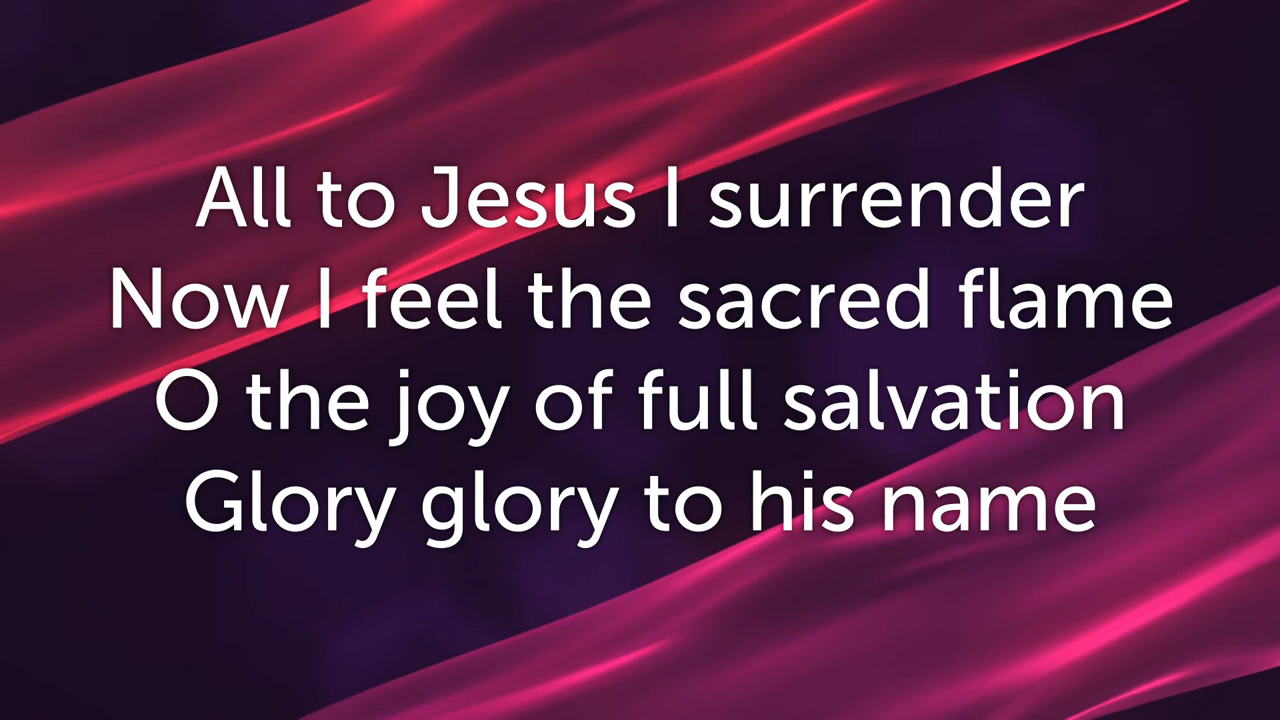 All to Jesus I surrender
Now I feel the sacred flame
O the joy of full salvation
Glory glory to his name